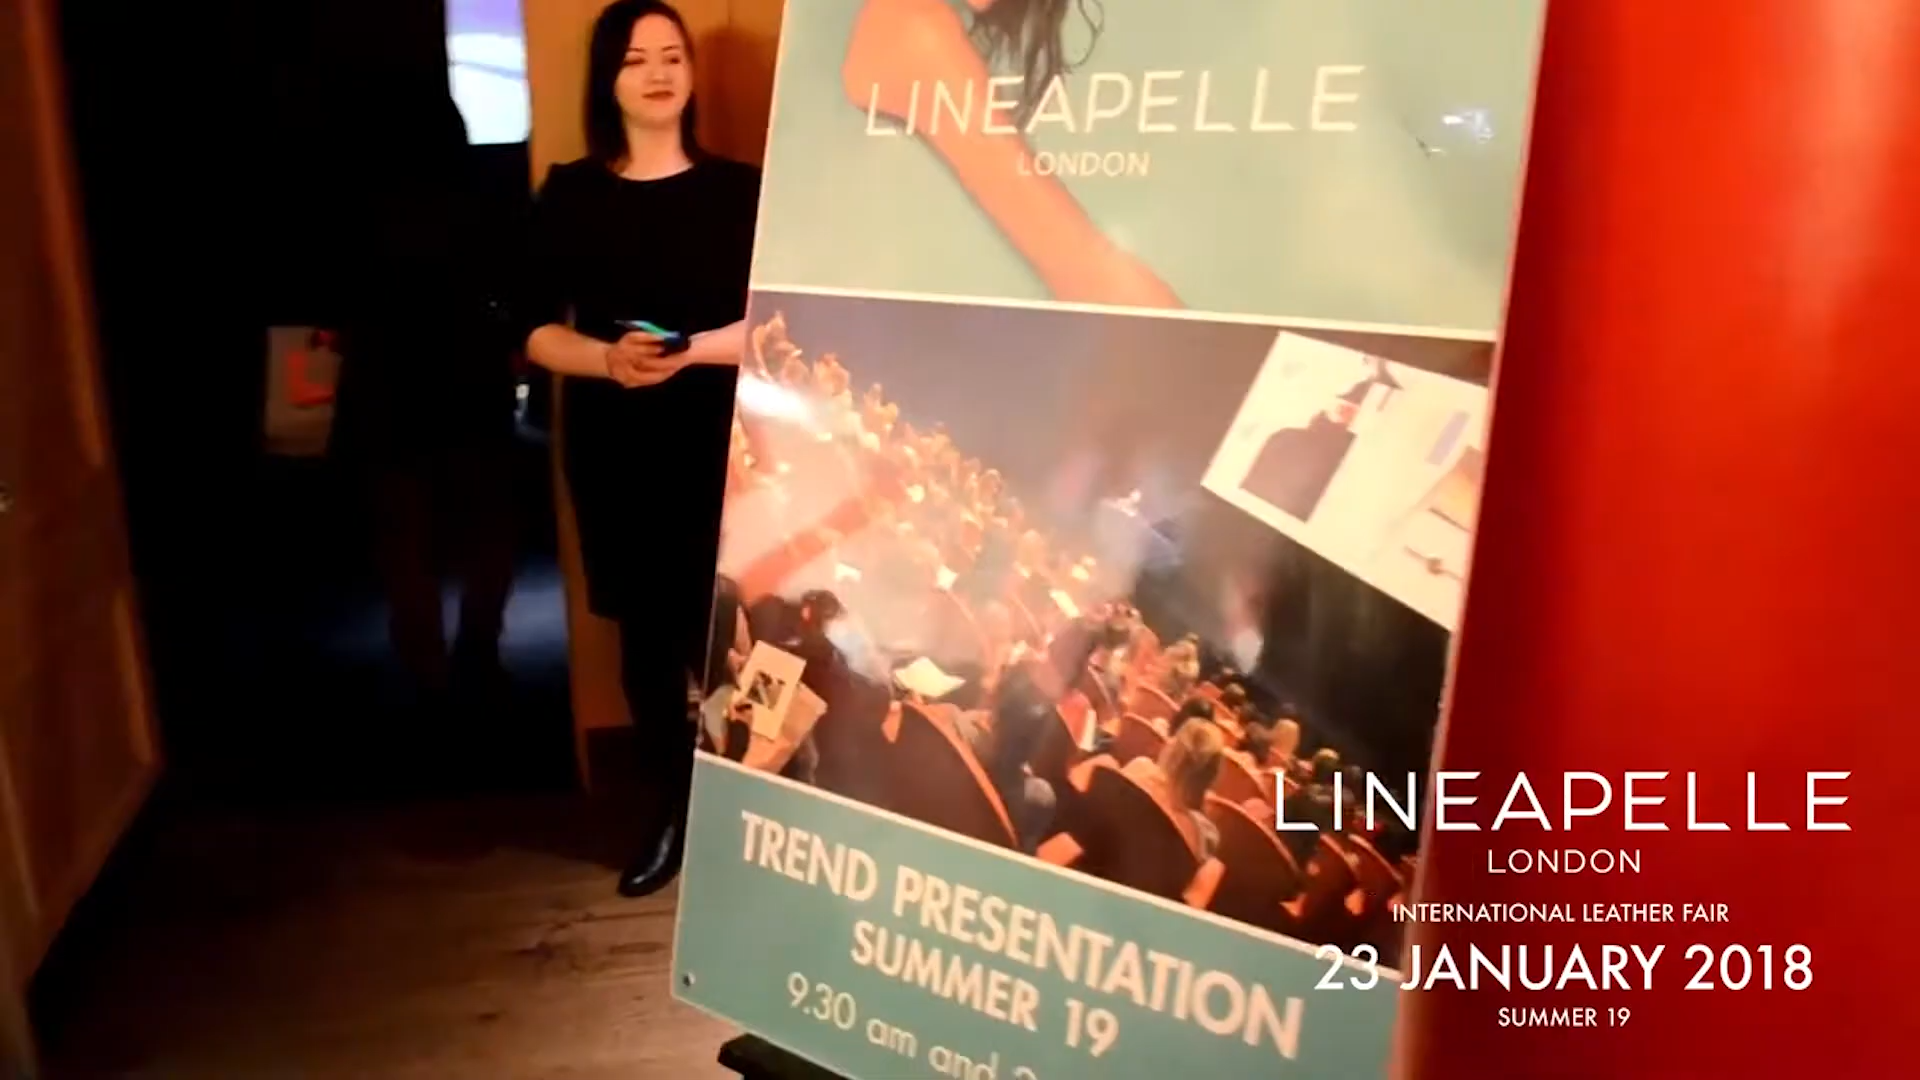 LINEAPELLE
LONDON
TREND PRESENTATION
SUMMER 19
9.30 am and
LINEAPELLE
LONDON
INTERNATIONAL LEATHER FAIR
23 JANUARY 2018
SUMMER 19